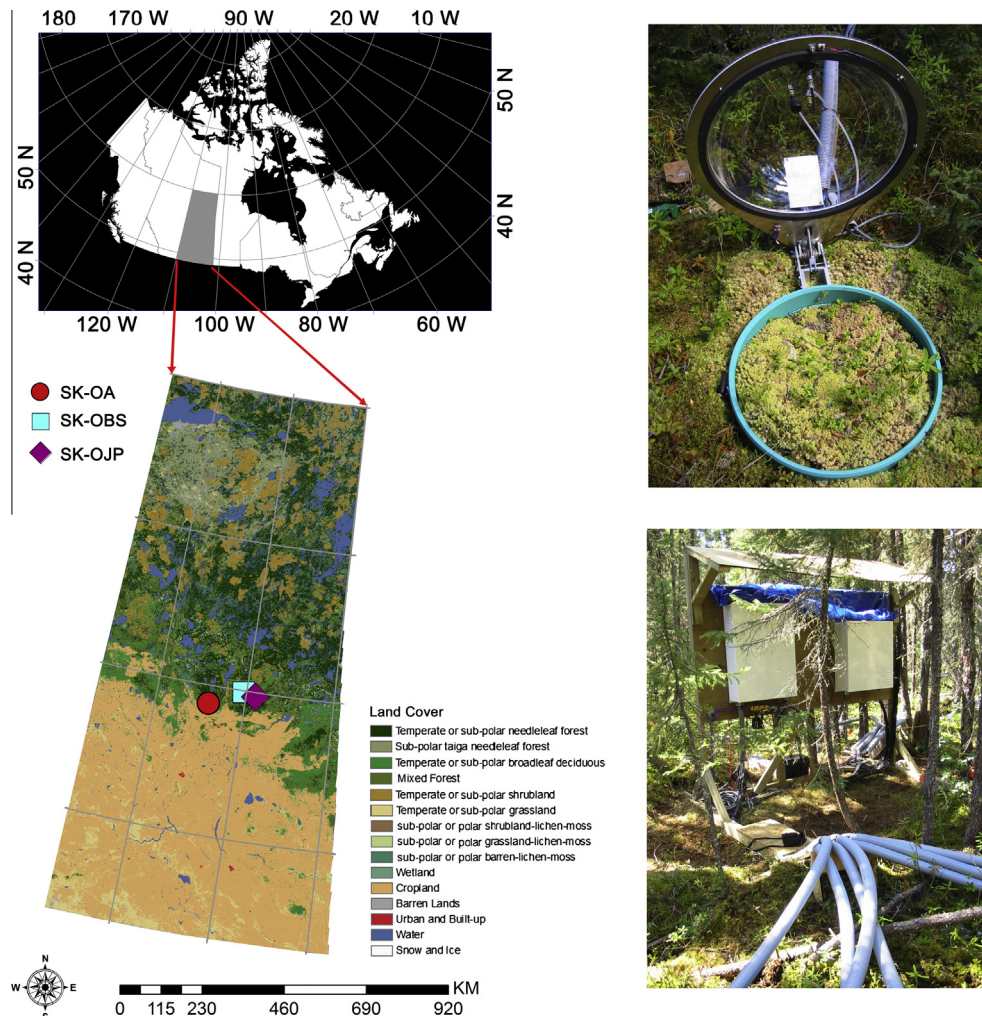 180 170 W 90 W 20 W 10 W
50 N
50 N
40 N
40 N
120 W 100 W 80 W 60 W
SK-OA
SK-OBS
SK-OJP
Land Cover
Temperate or sub-polar needleleaf forest
Sub-polar taiga needleleaf forest
Temperate or sub-polar broadleaf deciduous
Mixed Forest
Temperate or sub-polar shrubland
Temperate or sub-polar grassland
sub-polar or polar shrubland-lichen-moss
sub-polar or polar grassland-lichen-moss
sub-polar or polar barren-lichen-moss
Wetland
Cropland
Barren Lands
Urban and Built-up
Water
Snow and Ice
N
W E
S
KM
0 115 230 460 690 920